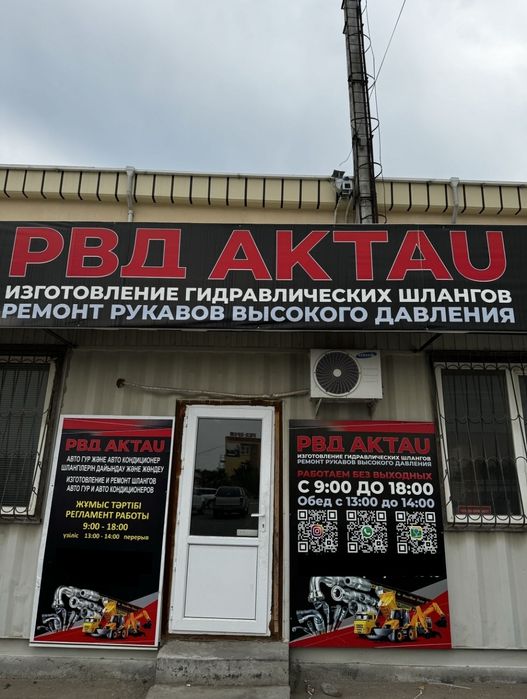 РВД AKTAU
ИЗГОТОВЛЕНИЕ ГИДРАВЛИЧЕСКИХ ШЛАНГОВ
РЕМОНТ РУКАВОВ ВЫСОКОГО ДАВЛЕНИЯ
SAMSUNG
РВД AKTAU
АВТО ГУР ЖӘНЕ АВТО КОНДИЦИОНЕР
ШЛАНГІЛЕРІН ДАЙЫНДАУ ЖӘНЕ ЖӨНДЕУ
ИЗГОТОВЛЕНИЕ И РЕМОНТ ШЛАНГОВ
АВТО ГУР И АВТО КОНДИЦИОНЕРОВ
ЖҰМЫС ТӘРТІБІ
РЕГЛАМЕНТ РАБОТЫ
9:00 - 18:00
үзіліс 13:00 - 14:00 перерыв
РВД AKTAU
ИЗГОТОВЛЕНИЕ ГИДРАВЛИЧЕСКИХ ШЛАНГОВ
РЕМОНТ РУКАВОВ ВЫСОКОГО ДАВЛЕНИЯ
РАБОТАЕМ БЕЗ ВЫХОДНЫХ
С 9:00 ДО 18:00
Обед с 13:00 до 14:00